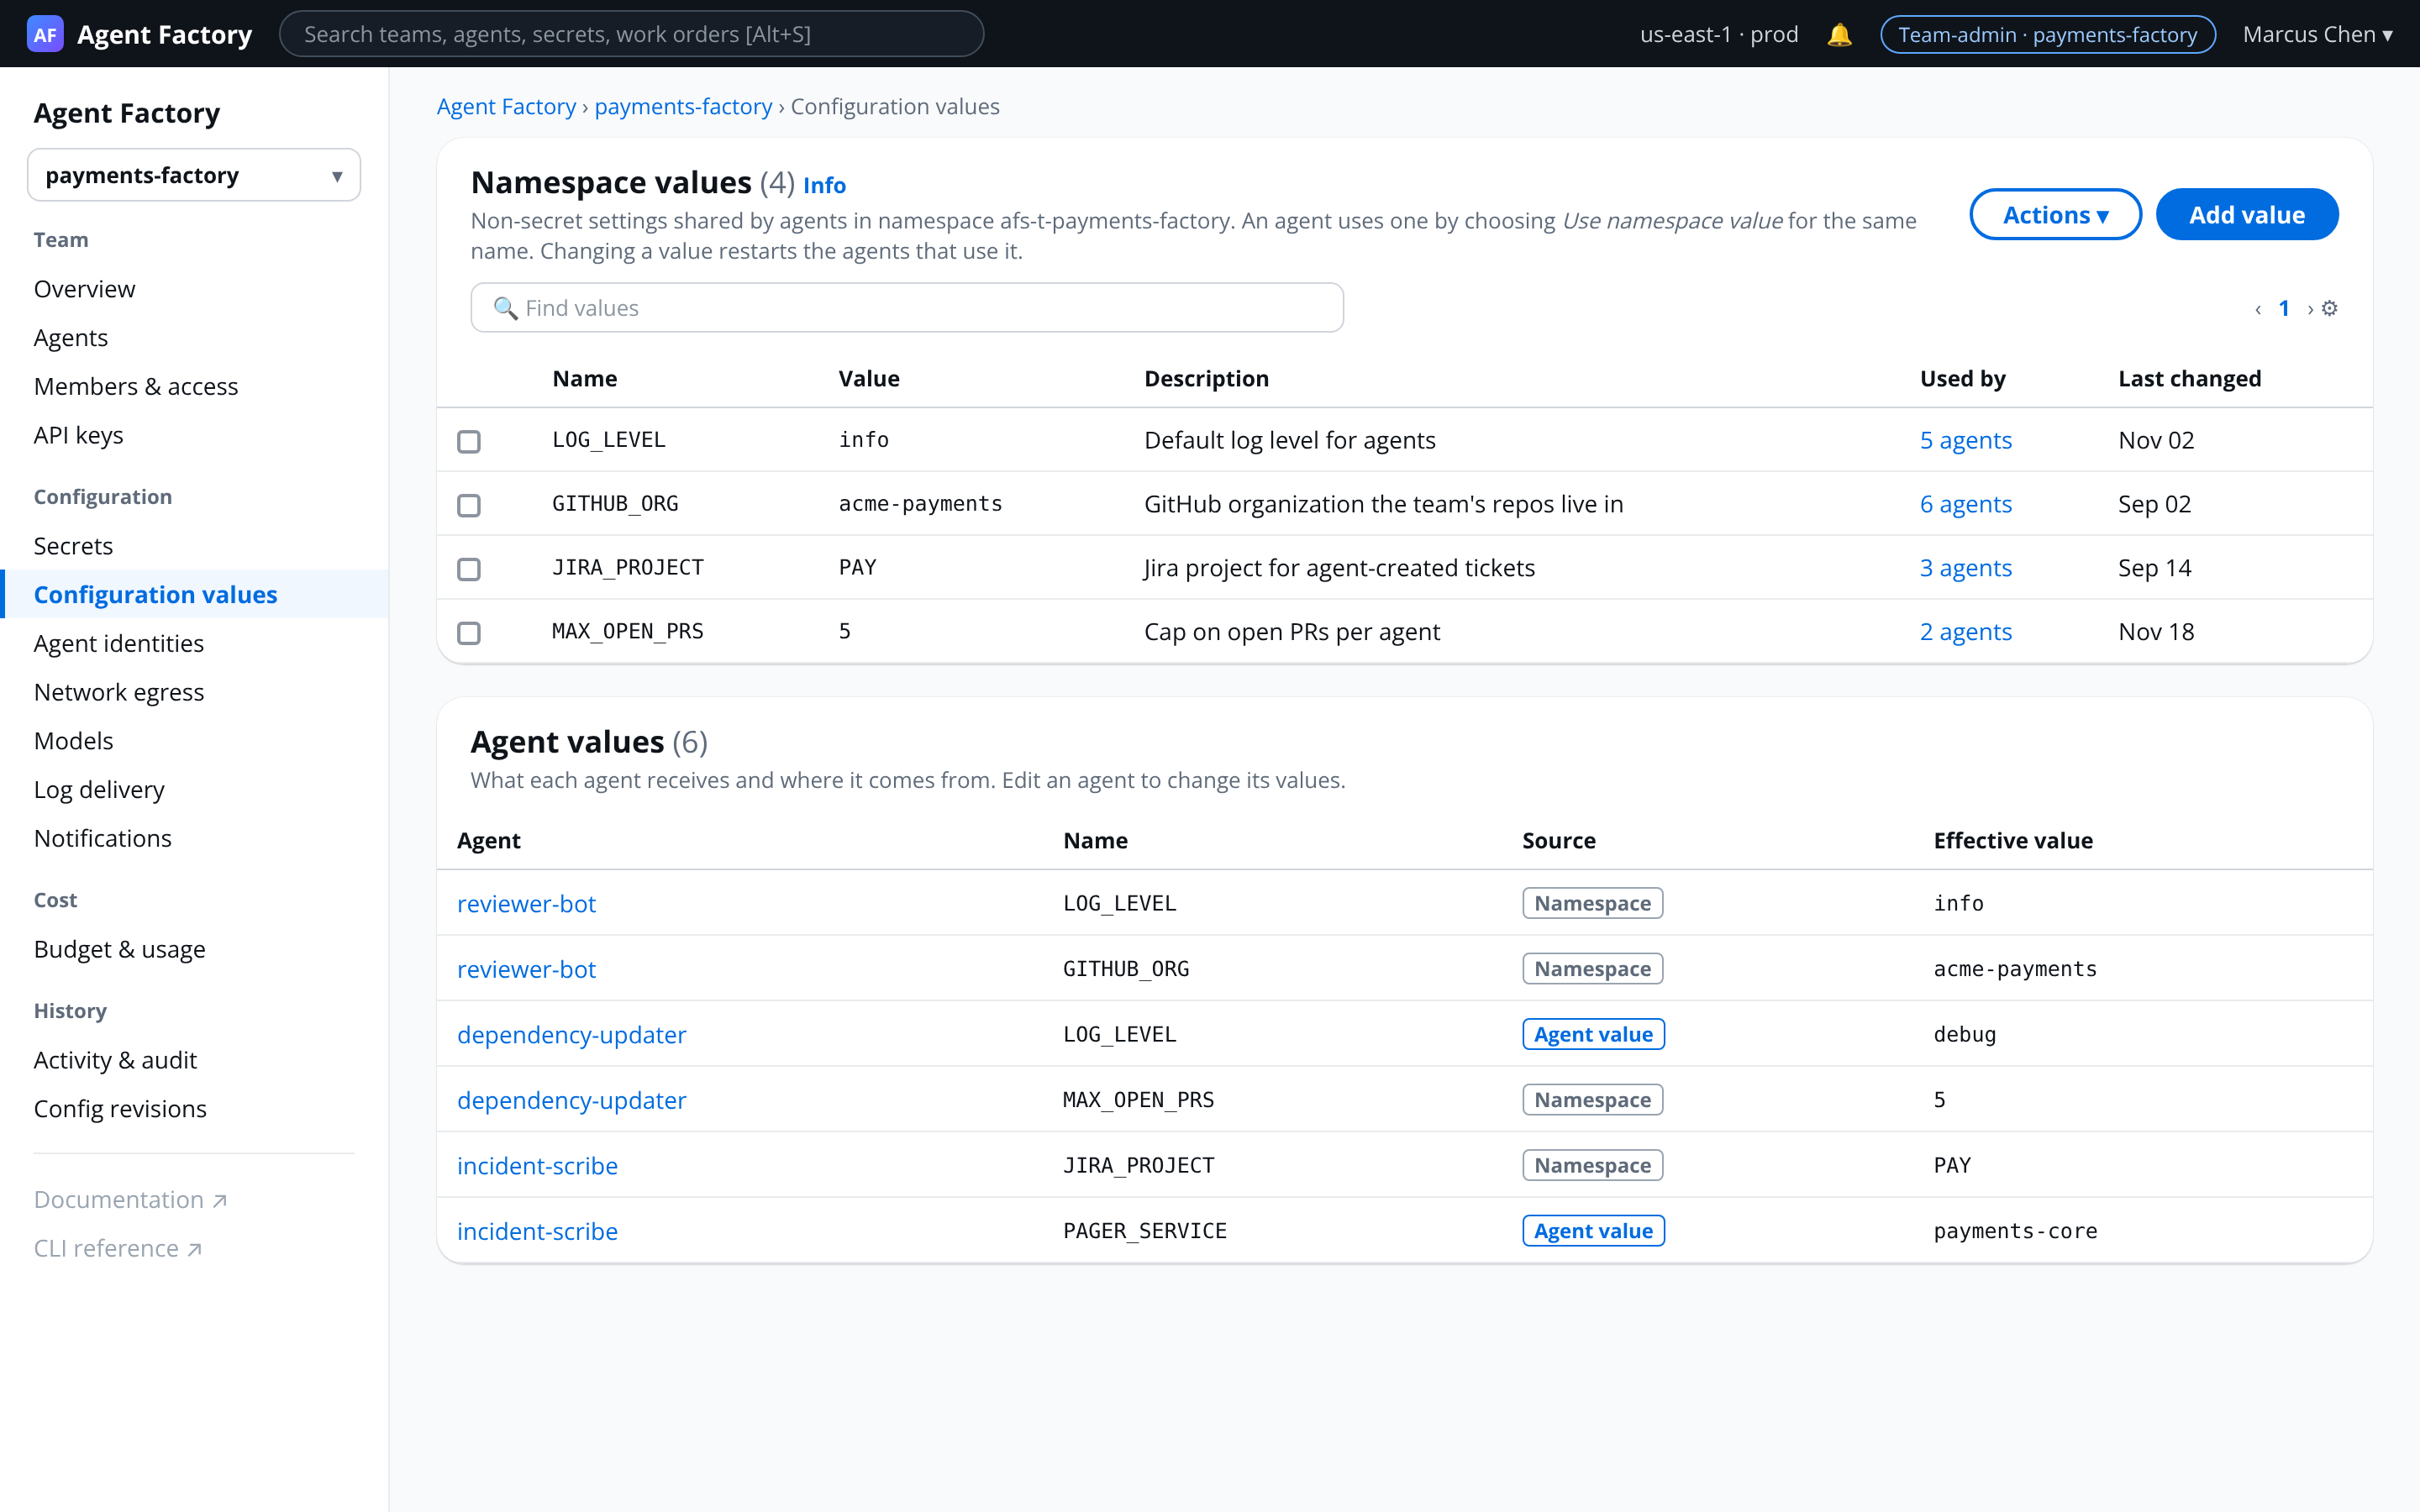 AF Agent Factory Search teams, agents, secrets, work orders [Alt+S] us-east-1 · prod 🔔 Team-admin · payments-factory Marcus Chen ▾
Agent Factory
payments-factory ▾
Team
Overview
Agents
Members & access
API keys
Configuration
Secrets
Configuration values
Agent identities
Network egress
Models
Log delivery
Notifications
Cost
Budget & usage
History
Activity & audit
Config revisions
Documentation ↗
CLI reference ↗
Agent Factory › payments-factory › Configuration values
Namespace values (4) Info
Non-secret settings shared by agents in namespace afs-t-payments-factory. An agent uses one by choosing Use namespace value for the same
name. Changing a value restarts the agents that use it.
Actions ▾ Add value
🔍 Find values
‹ 1 › ⚙
Name Value Description Used by Last changed
LOG_LEVEL info Default log level for agents 5 agents Nov 02
GITHUB_ORG acme-payments GitHub organization the team's repos live in 6 agents Sep 02
JIRA_PROJECT PAY Jira project for agent-created tickets 3 agents Sep 14
MAX_OPEN_PRS 5 Cap on open PRs per agent 2 agents Nov 18
Agent values (6)
What each agent receives and where it comes from. Edit an agent to change its values.
Agent Name Source Effective value
reviewer-bot LOG_LEVEL Namespace info
reviewer-bot GITHUB_ORG Namespace acme-payments
dependency-updater LOG_LEVEL Agent value debug
dependency-updater MAX_OPEN_PRS Namespace 5
incident-scribe JIRA_PROJECT Namespace PAY
incident-scribe PAGER_SERVICE Agent value payments-core